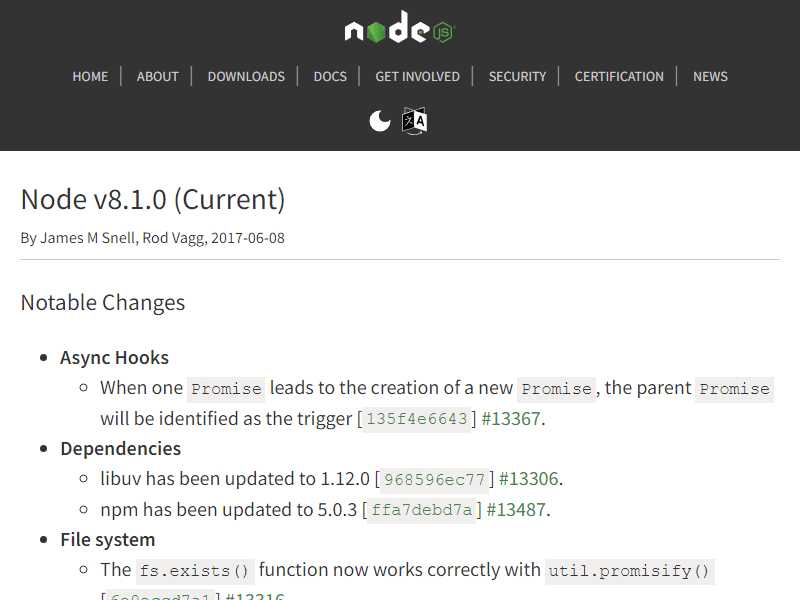 node JS
HOME ABOUT DOWNLOADS DOCS GET INVOLVED SECURITY CERTIFICATION NEWS
文 A
Node v8.1.0 (Current)
By James M Snell, Rod Vagg, 2017-06-08
Notable Changes
Async Hooks
When one Promise leads to the creation of a new Promise, the parent Promise
will be identified as the trigger [135f4e6643] #13367.
Dependencies
libuv has been updated to 1.12.0 [968596ec77] #13306.
npm has been updated to 5.0.3 [ffa7debd7a] #13487.
File system
The fs.exists() function now works correctly with util.promisify()
#13316